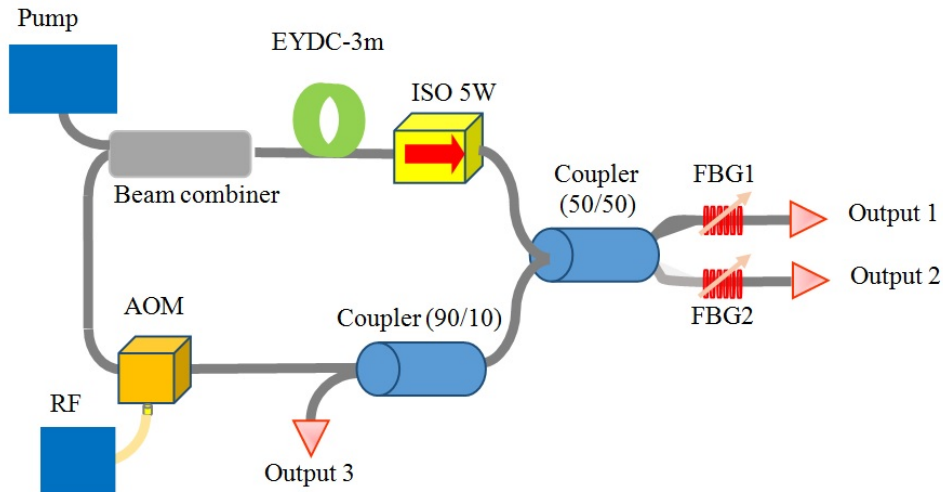 Pump
EYDC-3m
ISO 5W
Beam combiner
Coupler
(50/50)
FBG1
Output 1
Output 2
FBG2
AOM
Coupler (90/10)
RF
Output 3